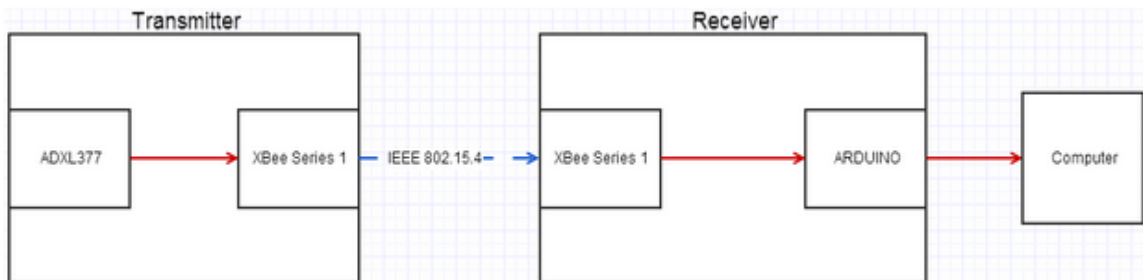 Transmitter
Receiver
ADXL377
XBee Series 1
IEEE 802.15.4
XBee Series 1
ARDUINO
Computer